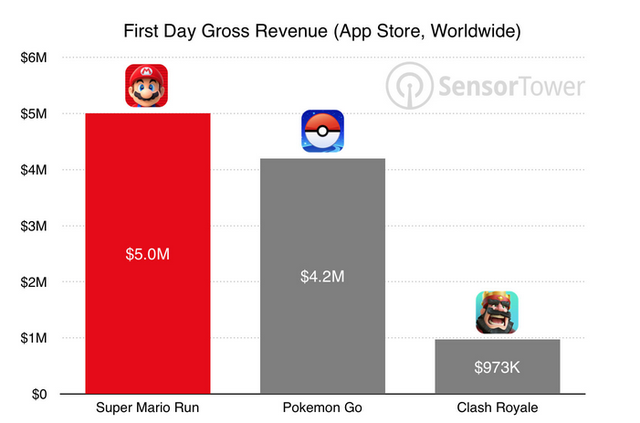 First Day Gross Revenue (App Store, Worldwide)
$6M
SensorTower
M
$5M
$4M
$3M
$5.0M
$4.2M
$2M
$1M
$973K
$0
Super Mario Run Pokemon Go Clash Royale